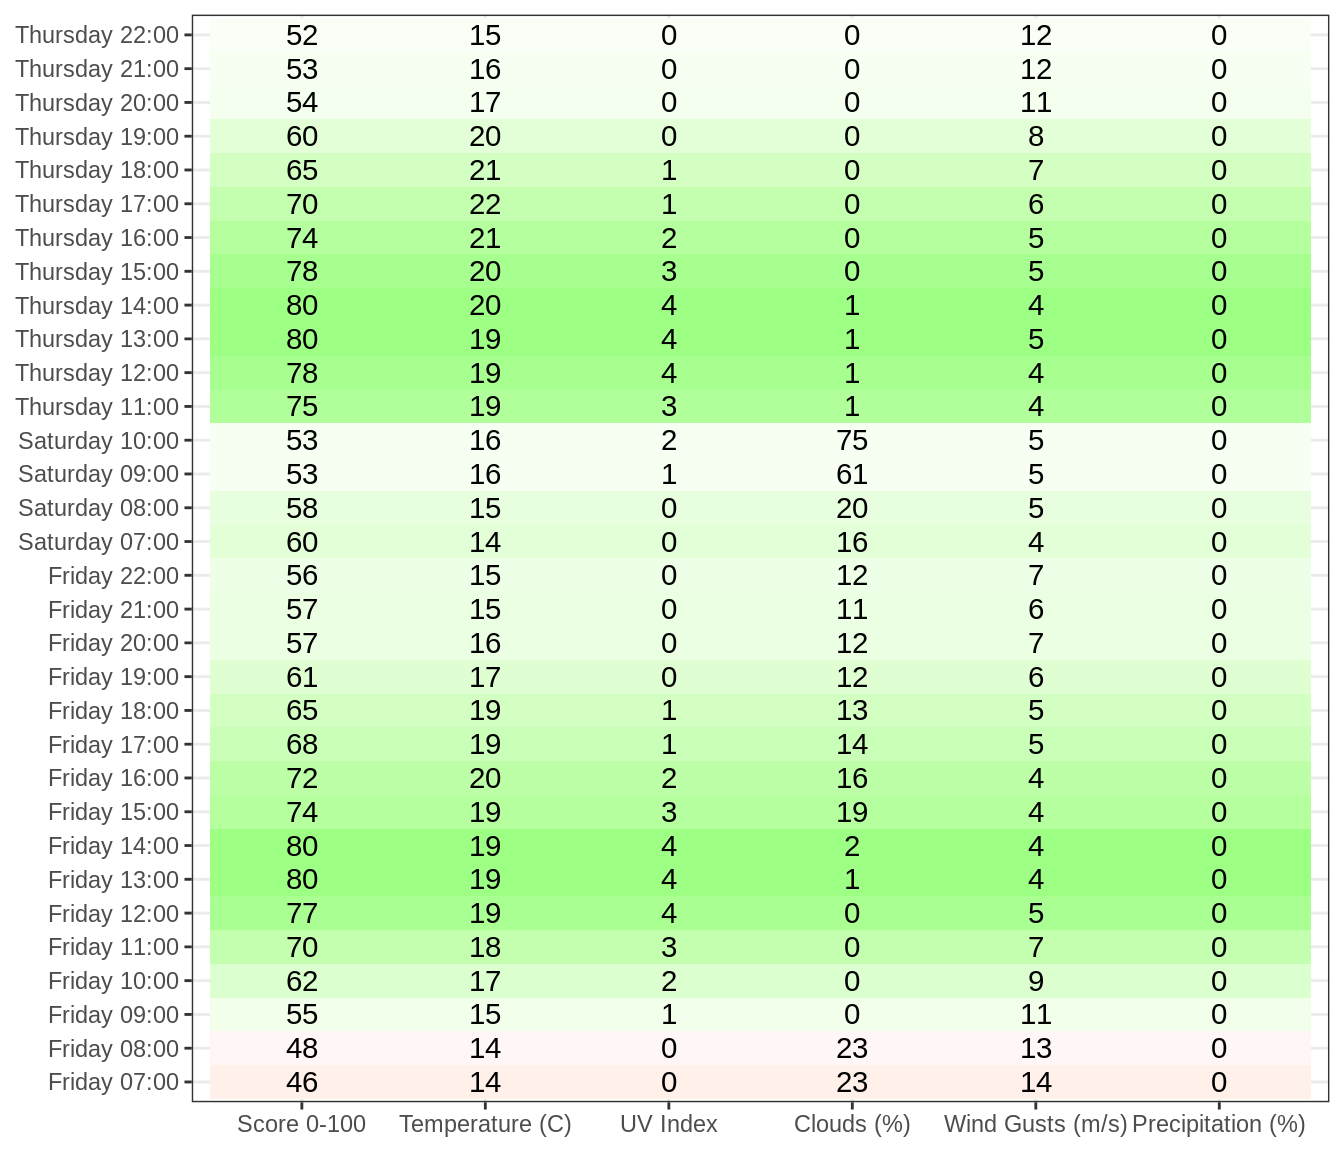 Thursday 22:00 52 15 0 0 12 0
Thursday 21:00 53 16 0 0 12 0
Thursday 20:00 54 17 0 0 11 0
Thursday 19:00 60 20 0 0 8 0
Thursday 18:00 65 21 1 0 7 0
Thursday 17:00 70 22 1 0 6 0
Thursday 16:00 74 21 2 0 5 0
Thursday 15:00 78 20 3 0 5 0
Thursday 14:00 80 20 4 1 4 0
Thursday 13:00 80 19 4 1 5 0
Thursday 12:00 78 19 4 1 4 0
Thursday 11:00 75 19 3 1 4 0
Saturday 10:00 53 16 2 75 5 0
Saturday 09:00 53 16 1 61 5 0
Saturday 08:00 58 15 0 20 5 0
Saturday 07:00 60 14 0 16 4 0
Friday 22:00 56 15 0 12 7 0
Friday 21:00 57 15 0 11 6 0
Friday 20:00 57 16 0 12 7 0
Friday 19:00 61 17 0 12 6 0
Friday 18:00 65 19 1 13 5 0
Friday 17:00 68 19 1 14 5 0
Friday 16:00 72 20 2 16 4 0
Friday 15:00 74 19 3 19 4 0
Friday 14:00 80 19 4 2 4 0
Friday 13:00 80 19 4 1 4 0
Friday 12:00 77 19 4 0 5 0
Friday 11:00 70 18 3 0 7 0
Friday 10:00 62 17 2 0 9 0
Friday 09:00 55 15 1 0 11 0
Friday 08:00 48 14 0 23 13 0
Friday 07:00 46 14 0 23 14 0
Score 0-100 Temperature (C) UV Index Clouds (%) Wind Gusts (m/s) Precipitation (%)